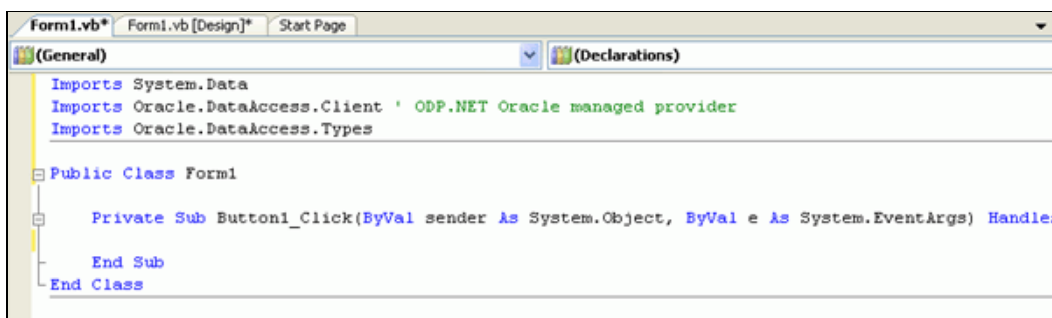 Form1.vb* Form1.vb [Design]* Start Page
(General) (Declarations)
Imports System.Data
Imports Oracle.DataAccess.Client ' ODP.NET Oracle managed provider
Imports Oracle.DataAccess.Types
Public Class Form1
Private Sub Button1_Click(ByVal sender As System.Object, ByVal e As System.EventArgs) Handles
End Sub
End Class